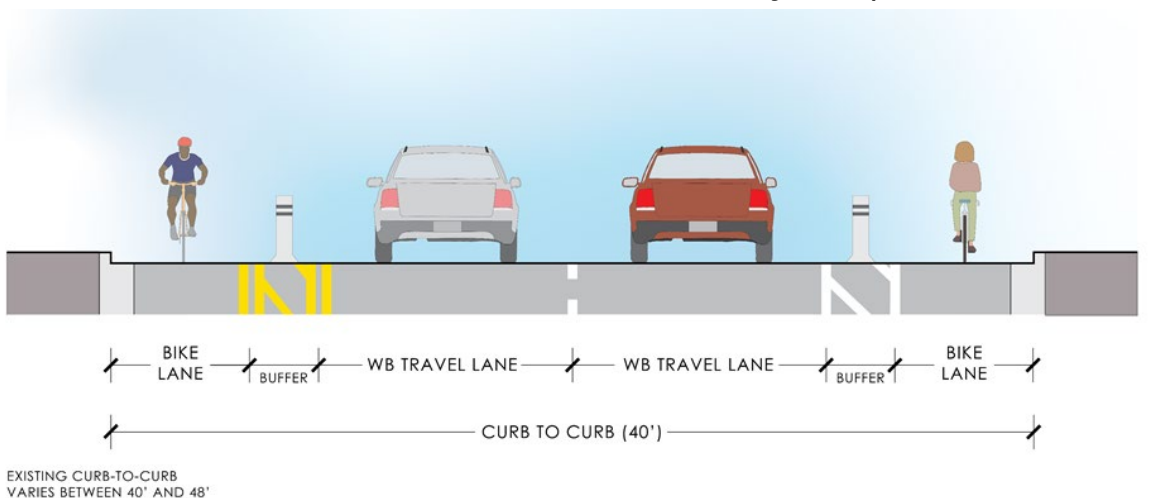 BIKE
LANE
BUFFER
WB TRAVEL LANE
WB TRAVEL LANE
BUFFER
BIKE
LANE
CURB TO CURB (40')
EXISTING CURB-TO-CURB
VARIES BETWEEN 40' AND 48'